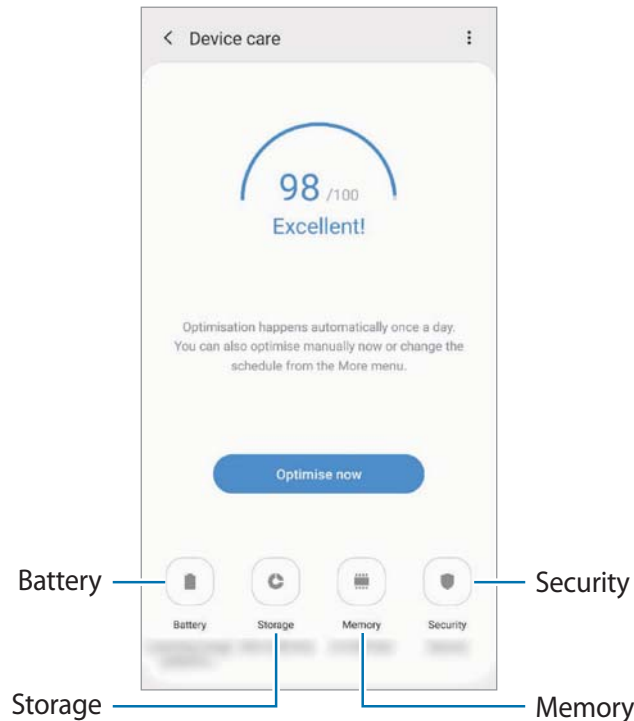 Device care
98 /100
Excellent!
Optimisation happens automatically once a day.
You can also optimise manually now or change the
schedule from the More menu.
Optimise now
Battery
Security
Battery Storage Memory Security
Storage
Memory